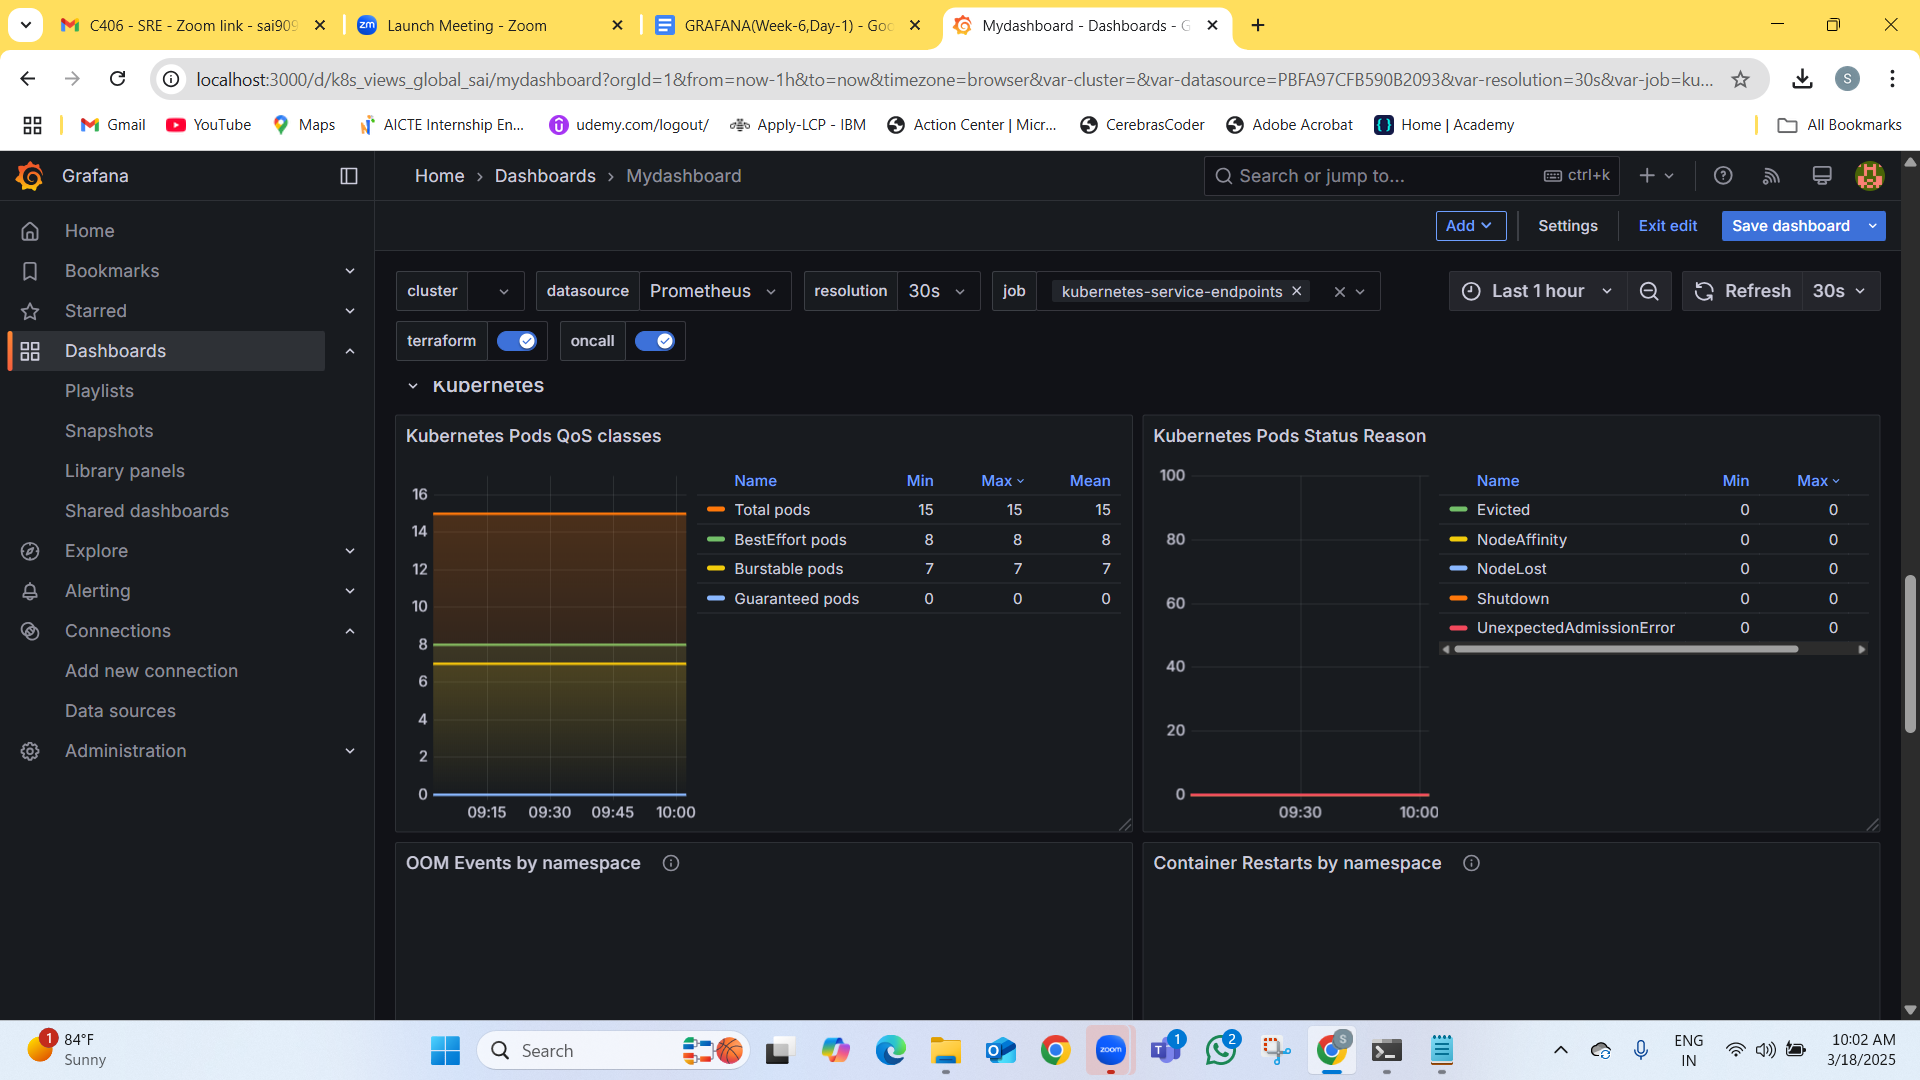 C406 - SRE - Zoom link - sai909
Launch Meeting - Zoom
GRAFANA(Week-6,Day-1) - Goo
Mydashboard - Dashboards - G
localhost:3000/d/k8s_views_global_sai/mydashboard?orgId=1&from=now-1h&to=now&timezone=browser&var-cluster=&var-datasource=PBFA97CFB590B2093&var-resolution=30s&var-job=ku...
S
Gmail
YouTube
Maps
AICTE Internship En...
udemy.com/logout/
Apply-LCP - IBM
Action Center | Micr...
CerebrasCoder
Adobe Acrobat
Home | Academy
All Bookmarks
Grafana
Home › Dashboards › Mydashboard
Search or jump to...
ctrl+k
Add
Settings
Exit edit
Save dashboard
Home
Bookmarks
Starred
Dashboards
Playlists
Snapshots
Library panels
Shared dashboards
Explore
Alerting
Connections
Add new connection
Data sources
Administration
cluster
datasource Prometheus
resolution 30s
job kubernetes-service-endpoints
Last 1 hour
Refresh 30s
terraform
oncall
Kubernetes
Kubernetes Pods QoS classes
16
14
12
10
8
6
4
2
0
09:15 09:30 09:45 10:00
Name Min Max Mean
Total pods 15 15 15
BestEffort pods 8 8 8
Burstable pods 7 7 7
Guaranteed pods 0 0 0
Kubernetes Pods Status Reason
100
80
60
40
20
0
09:30 10:00
Name Min Max
Evicted 0 0
NodeAffinity 0 0
NodeLost 0 0
Shutdown 0 0
UnexpectedAdmissionError 0 0
OOM Events by namespace
Container Restarts by namespace
1
84°F
Sunny
Search
zoom
1
2
S
ENG
IN
10:02 AM
3/18/2025